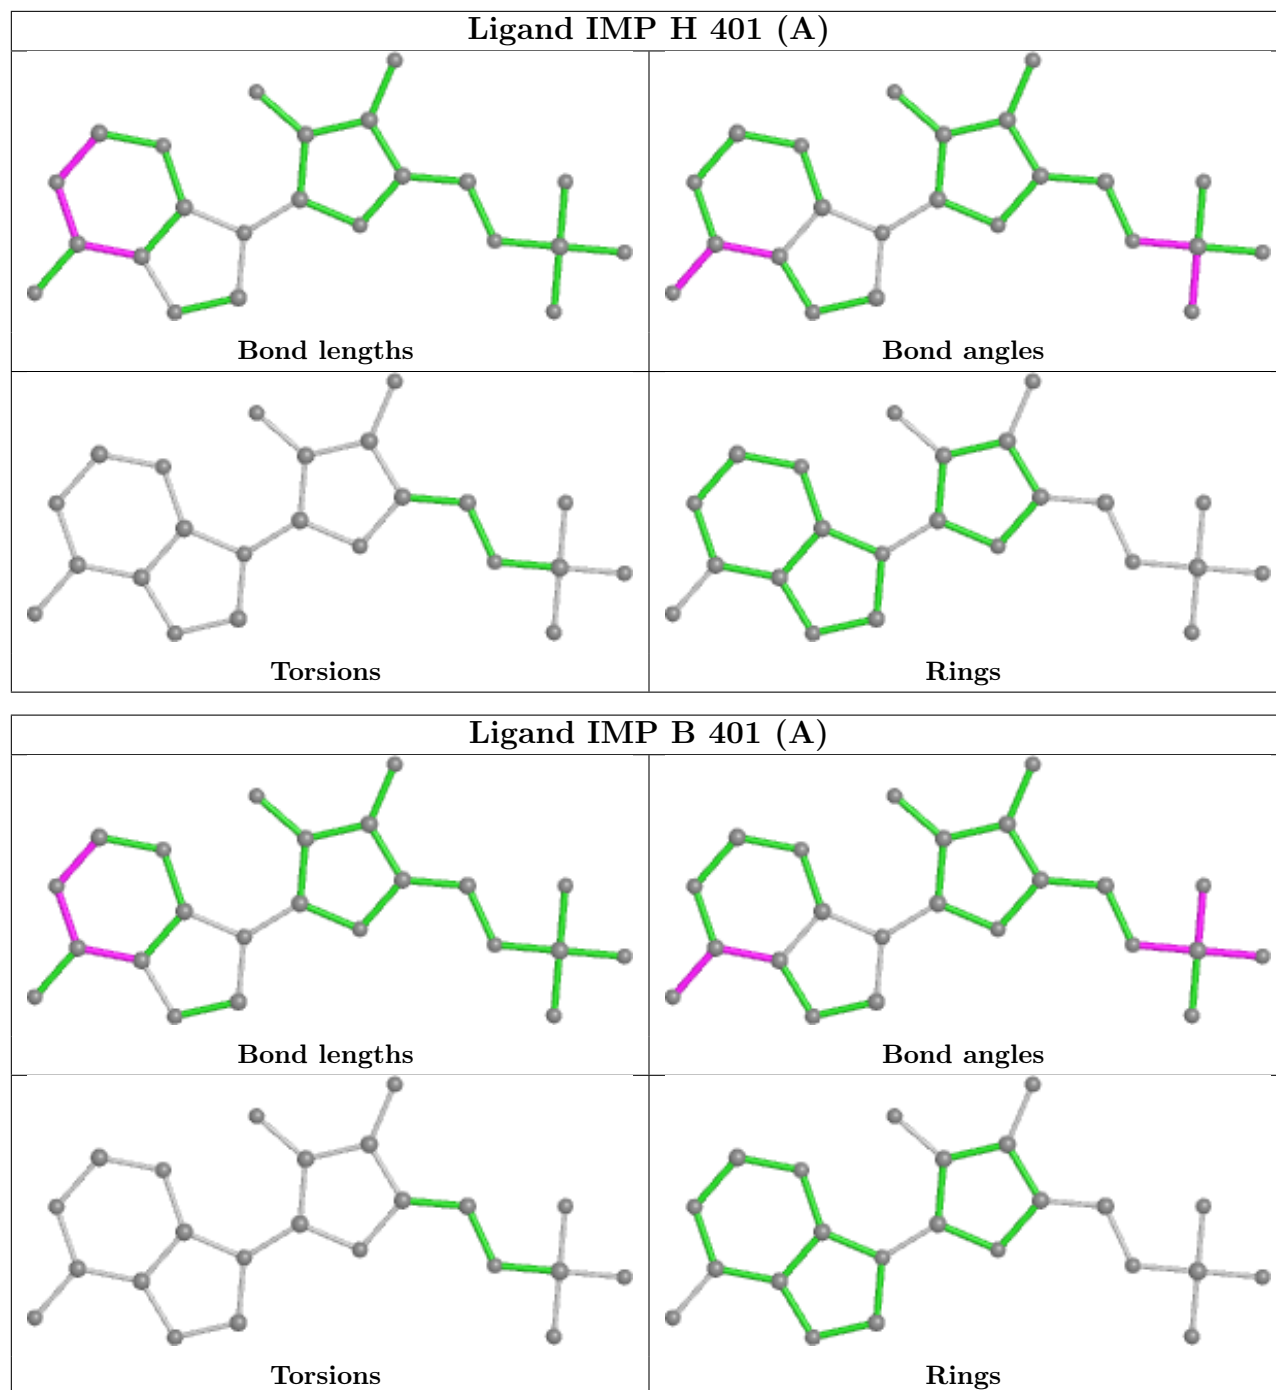 Ligand IMP H 401 (A)
Bond lengths
Bond angles
Torsions
Rings
Ligand IMP B 401 (A)
Bond lengths
Bond angles
Torsions
Rings